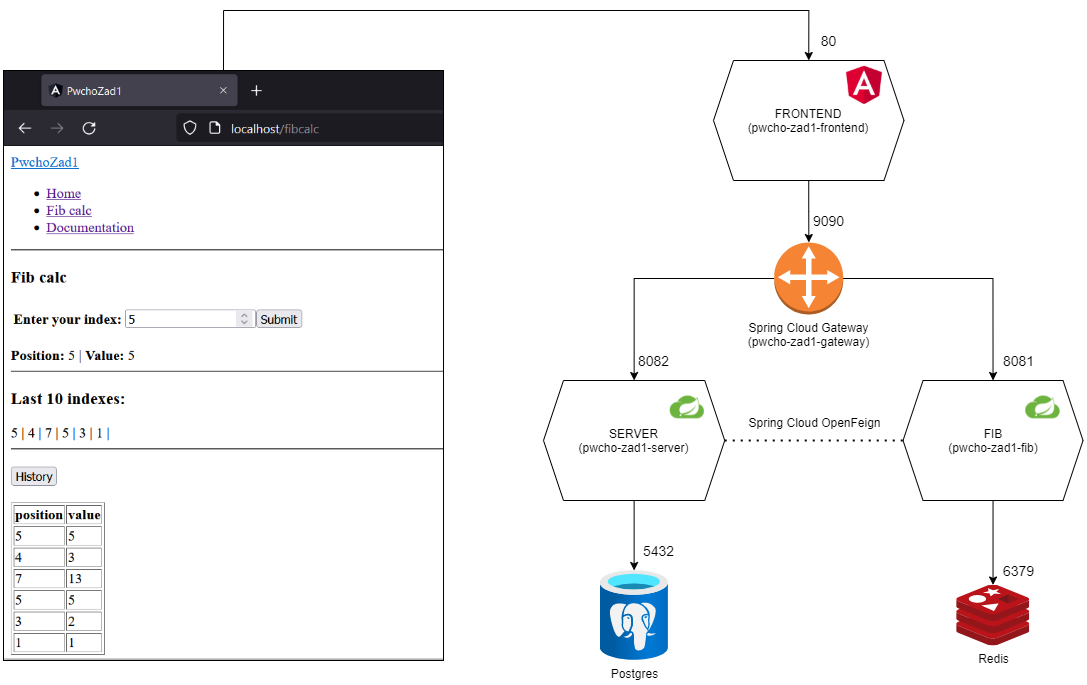 PwchoZad1
localhost/fibcalc
PwchoZad1
Home
Fib calc
Documentation
Fib calc
Enter your index: 5 Submit
Position: 5 | Value: 5
Last 10 indexes:
5 | 4 | 7 | 5 | 3 | 1 |
History
position value
5 5
4 3
7 13
5 5
3 2
1 1
80
FRONTEND
(pwcho-zad1-frontend)
9090
Spring Cloud Gateway
(pwcho-zad1-gateway)
8082
8081
SERVER
(pwcho-zad1-server)
Spring Cloud OpenFeign
FIB
(pwcho-zad1-fib)
5432
6379
Postgres
Redis